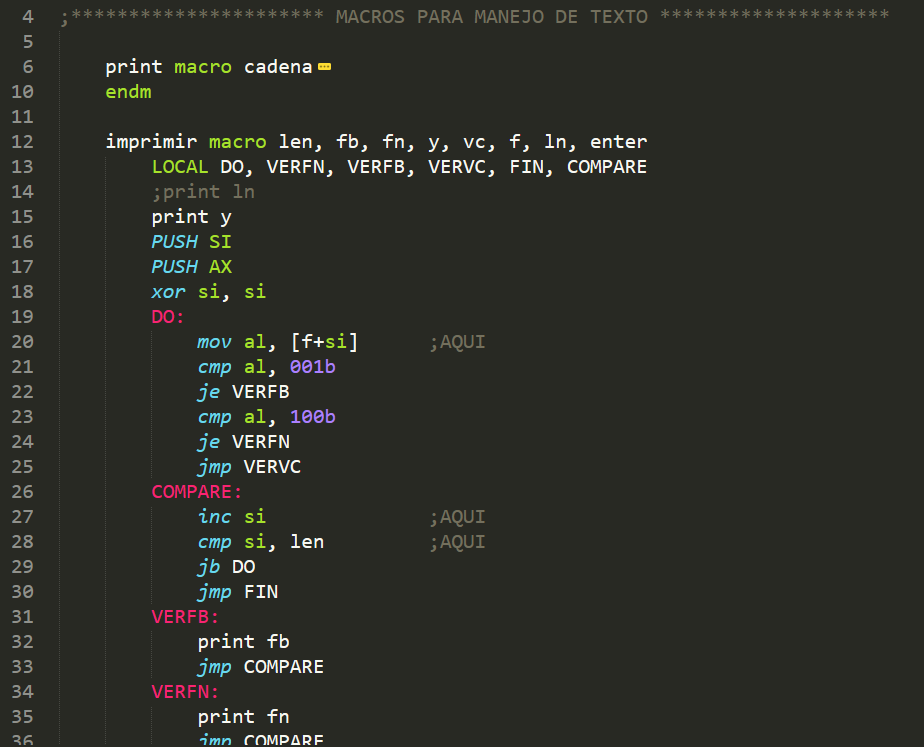 4 ;********************** MACROS PARA MANEJO DE TEXTO ********************
5
6 print macro cadena
10 endm
11
12 imprimir macro len, fb, fn, y, vc, f, ln, enter
13 LOCAL DO, VERFN, VERFB, VERVC, FIN, COMPARE
14 ;print ln
15 print y
16 PUSH SI
17 PUSH AX
18 xor si, si
19 DO:
20 mov al, [f+si] ;AQUI
21 cmp al, 001b
22 je VERFB
23 cmp al, 100b
24 je VERFN
25 jmp VERVC
26 COMPARE:
27 inc si ;AQUI
28 cmp si, len ;AQUI
29 jb DO
30 jmp FIN
31 VERFB:
32 print fb
33 jmp COMPARE
34 VERFN:
35 print fn
36 jmp COMPARE